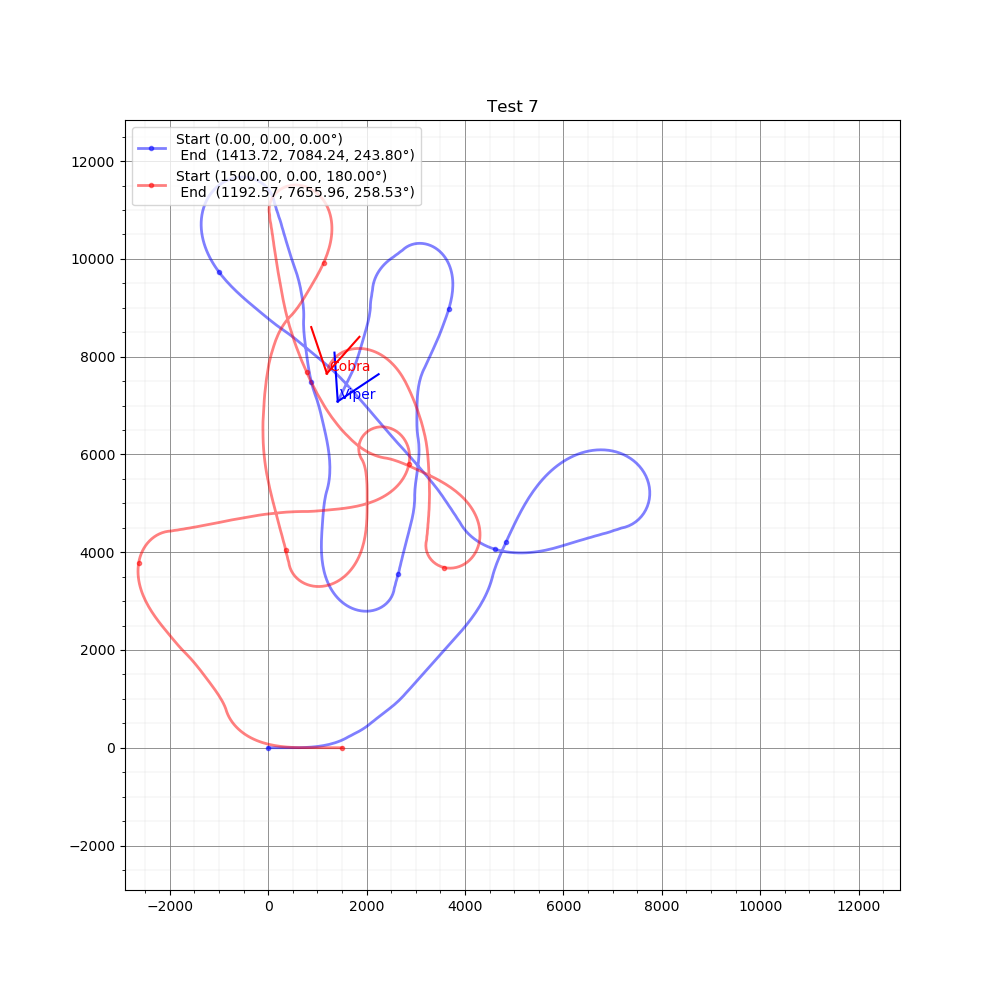 Test 7
Start (0.00, 0.00, 0.00°)
End (1413.72, 7084.24, 243.80°)
Start (1500.00, 0.00, 180.00°)
End (1192.57, 7655.96, 258.53°)
12000
10000
8000
6000
4000
2000
0
−2000
Cobra
Viper
−2000 0 2000 4000 6000 8000 10000 12000